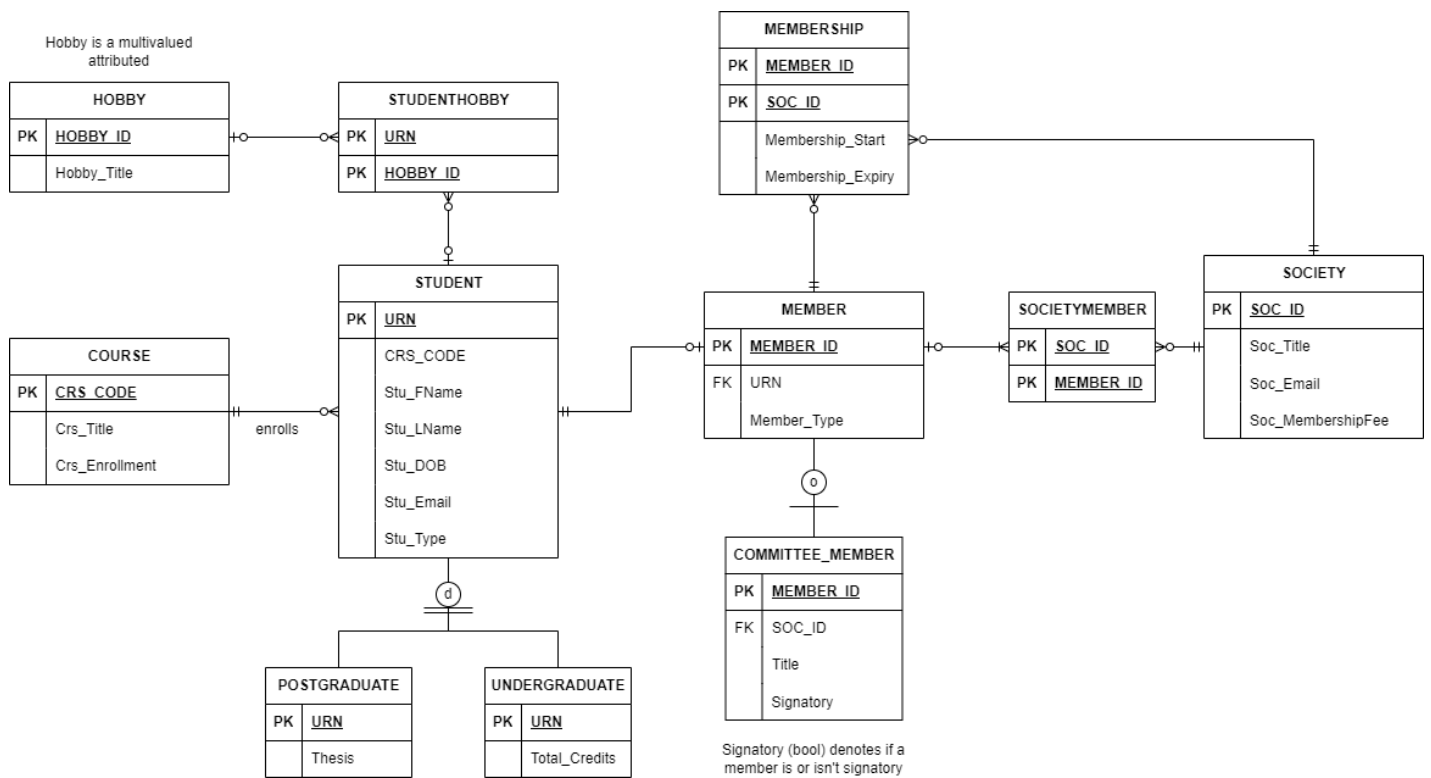 Hobby is a multivalued
attributed
HOBBY
PK HOBBY_ID
Hobby_Title
STUDENTHOBBY
PK URN
PK HOBBY_ID
MEMBERSHIP
PK MEMBER_ID
PK SOC_ID
Membership_Start
Membership_Expiry
COURSE
PK CRS_CODE
Crs_Title
Crs_Enrollment
enrolls
STUDENT
PK URN
CRS_CODE
Stu_FName
Stu_LName
Stu_DOB
Stu_Email
Stu_Type
MEMBER
PK MEMBER_ID
FK URN
Member_Type
SOCIETYMEMBER
PK SOC_ID
PK MEMBER_ID
SOCIETY
PK SOC_ID
Soc_Title
Soc_Email
Soc_MembershipFee
d
POSTGRADUATE
PK URN
Thesis
UNDERGRADUATE
PK URN
Total_Credits
o
COMMITTEE_MEMBER
PK MEMBER_ID
FK SOC_ID
Title
Signatory
Signatory (bool) denotes if a
member is or isn't signatory